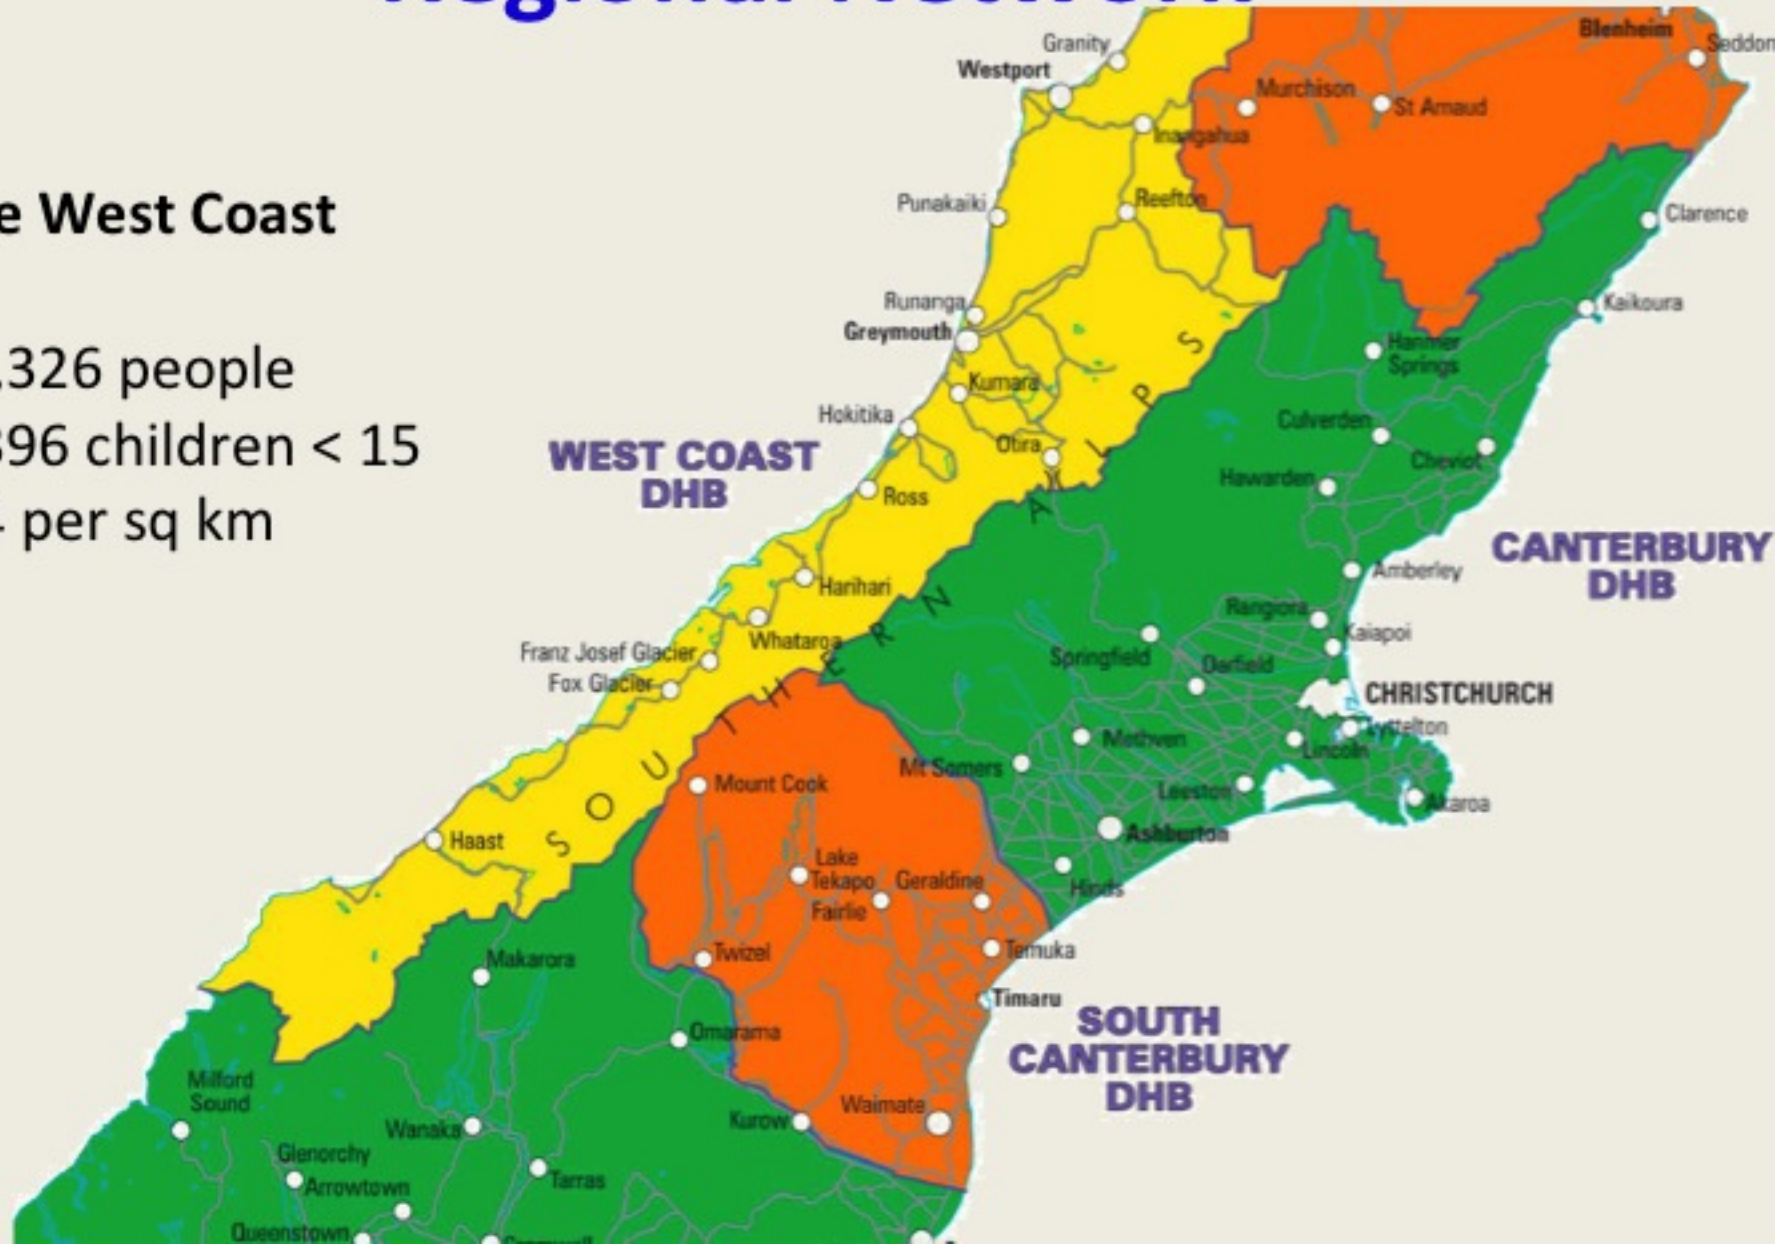 Regional Network
e West Coast
,326 people
396 children < 15
per sq km
Granity
Westport
Blenheim
Seddon
Murchison
St Arnaud
Inangahua
Punakaiki
Reefton
Clarence
Runanga
Greymouth
Kaikoura
Hanmer
Springs
Kumara
Hokitika
Culverden
Otira
Cheviot
WEST COAST
DHB
Hawarden
Ross
CANTERBURY
DHB
Amberley
Harihari
Rangiora
Kaiapoi
Whataroa
Franz Josef Glacier
Fox Glacier
Springfield
Darfield
SOUTHERN ALPS
CHRISTCHURCH
Lyttelton
Lincoln
Methven
Mt Somers
Mount Cook
Leeston
Akaroa
Ashburton
Haast
Lake
Tekapo
Geraldine
Hinds
Fairlie
Temuka
Twizel
Makarora
Timaru
SOUTH
CANTERBURY
DHB
Omarama
Milford
Sound
Waimate
Kurow
Wanaka
Glenorchy
Arrowtown
Tarras
Queenstown
Cromwell